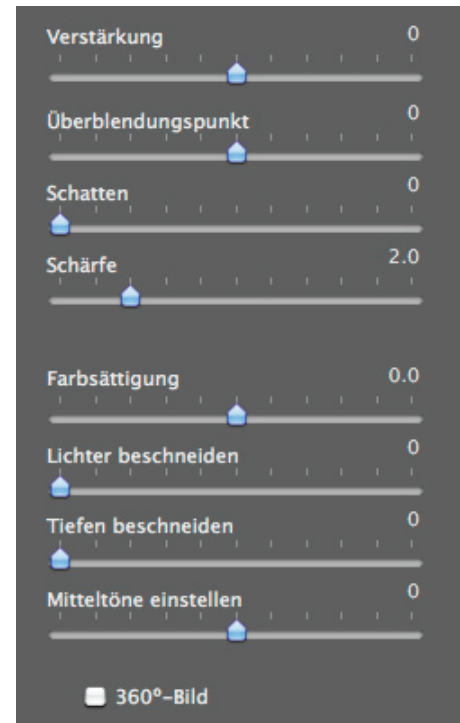 Verstärkung 0
Überblendungspunkt 0
Schatten 0
Schärfe 2.0
Farbsättigung 0.0
Lichter beschneiden 0
Tiefen beschneiden 0
Mitteltöne einstellen 0
360°-Bild